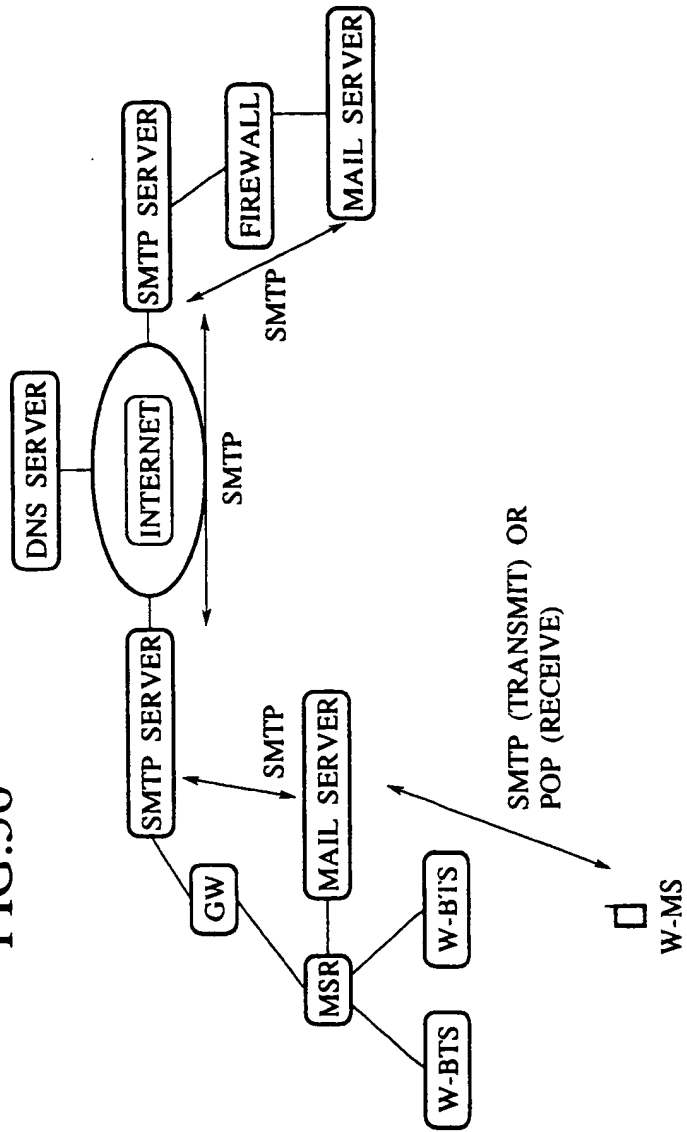 FIG.
DNS SERVER
SMTP SERVER
INTERNET
SMTP SERVER
GW
SMTP
SMTP
FIREWALL
MSR
MAIL SERVER
SMTP
MAIL SERVER
W-BTS
W-BTS
SMTP (TRANSMIT) OR
POP (RECEIVE)
W-MS